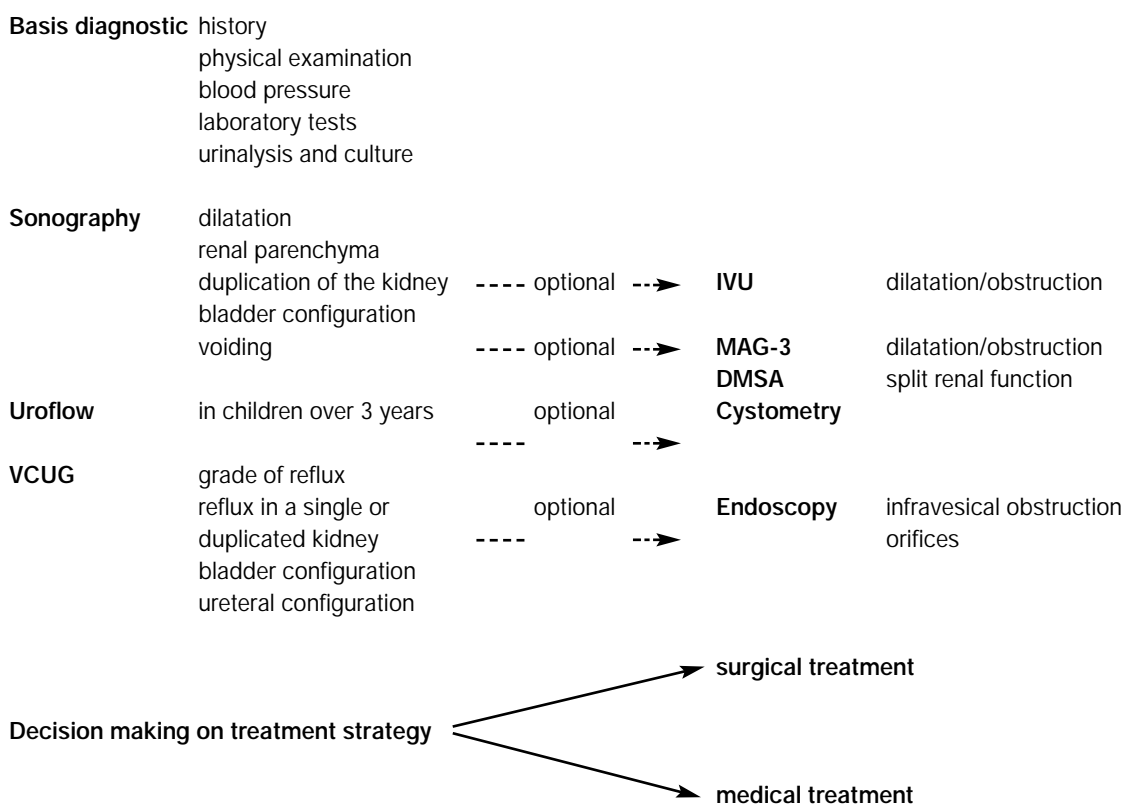 Basis diagnostic history
physical examination
blood pressure
laboratory tests
urinalysis and culture
Sonography dilatation
renal parenchyma
duplication of the kidney optional IVU dilatation/obstruction
bladder configuration
voiding optional MAG-3 dilatation/obstruction
DMSA split renal function
Uroflow in children over 3 years optional Cystometry
VCUG grade of reflux
reflux in a single or optional Endoscopy infravesical obstruction
duplicated kidney orifices
bladder configuration
ureteral configuration
surgical treatment
Decision making on treatment strategy
medical treatment